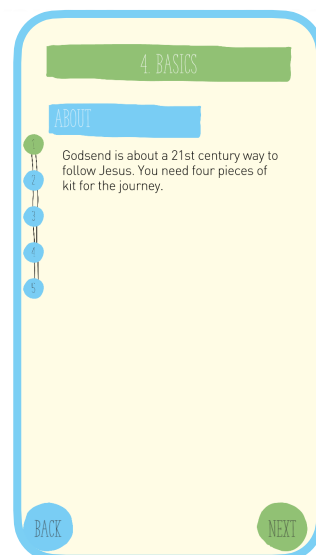 4. BASICS
ABOUT
Godsend is about a 21st century way to
follow Jesus. You need four pieces of
kit for the journey.
1
2
3
4
5
BACK
NEXT